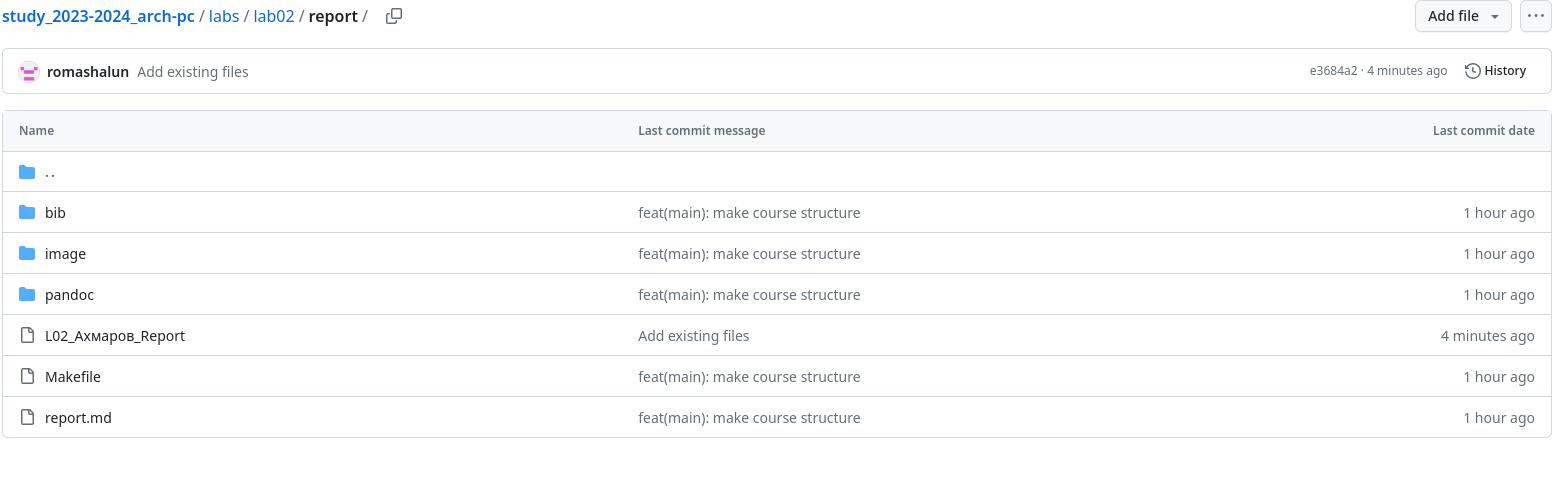 study_2023-2024_arch-pc / labs / lab02 / report / Add file
romashalun Add existing files e3684a2 · 4 minutes ago History
Name Last commit message Last commit date
..
bib feat(main): make course structure 1 hour ago
image feat(main): make course structure 1 hour ago
pandoc feat(main): make course structure 1 hour ago
L02_Ахмаров_Report Add existing files 4 minutes ago
Makefile feat(main): make course structure 1 hour ago
report.md feat(main): make course structure 1 hour ago